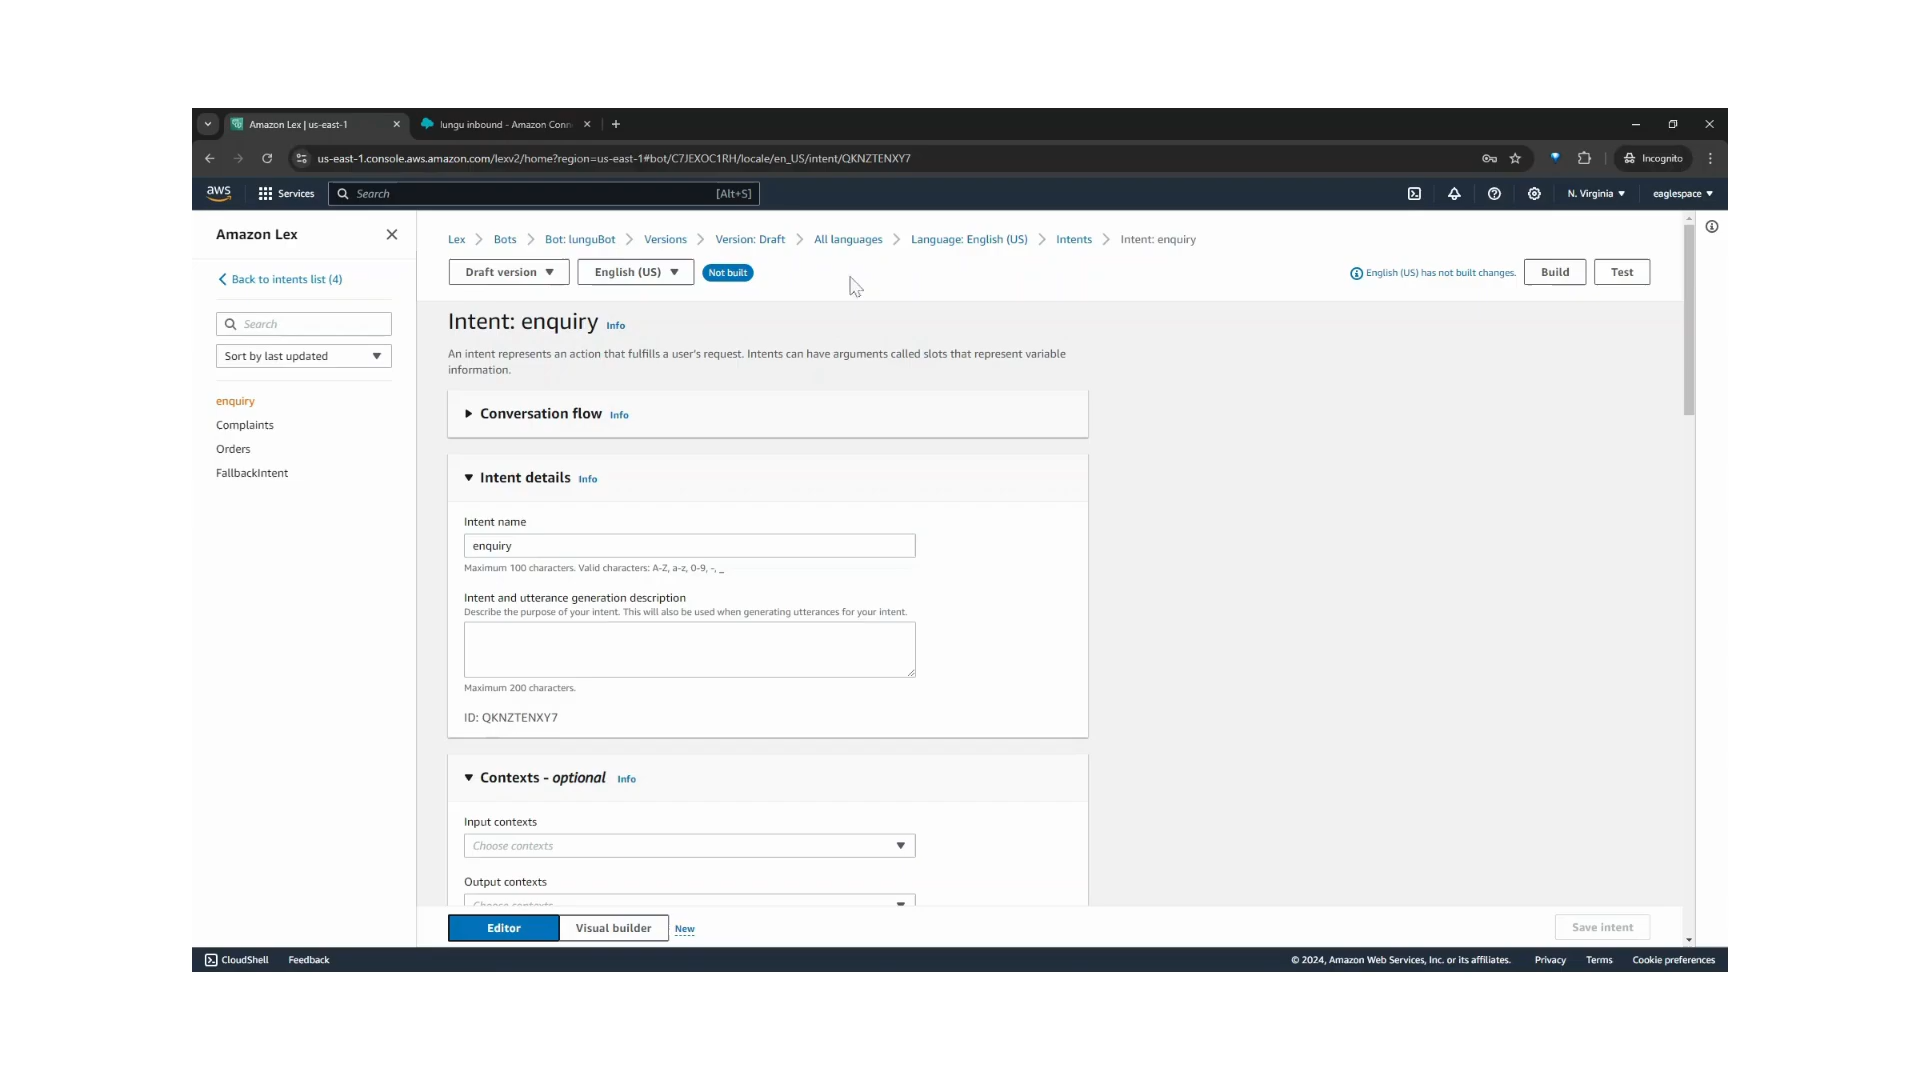 Amazon Lex | us-east-1
lungu inbound - Amazon Conn
us-east-1.console.aws.amazon.com/lexv2/home?region=us-east-1#bot/C7JEXOC1RH/locale/en_US/intent/QKNZTENXY7
Incognito
aws
Services
Search
[Alt+S]
N. Virginia
eaglespace
Amazon Lex
Back to intents list (4)
Search
Sort by last updated
enquiry
Complaints
Orders
FallbackIntent
Lex
Bots
Bot: lunguBot
Versions
Version: Draft
All languages
Language: English (US)
Intents
Intent: enquiry
Draft version
English (US)
Not built
English (US) has not built changes.
Build
Test
Intent: enquiry Info
An intent represents an action that fulfills a user's request. Intents can have arguments called slots that represent variable
information.
Conversation flow Info
Intent details Info
Intent name
enquiry
Maximum 100 characters. Valid characters: A-Z, a-z, 0-9, -, _
Intent and utterance generation description
Describe the purpose of your intent. This will also be used when generating utterances for your intent.
Maximum 200 characters.
ID: QKNZTENXY7
Contexts - optional Info
Input contexts
Choose contexts
Output contexts
Choose contexts
Editor
Visual builder
New
Save intent
CloudShell
Feedback
© 2024, Amazon Web Services, Inc. or its affiliates.
Privacy
Terms
Cookie preferences